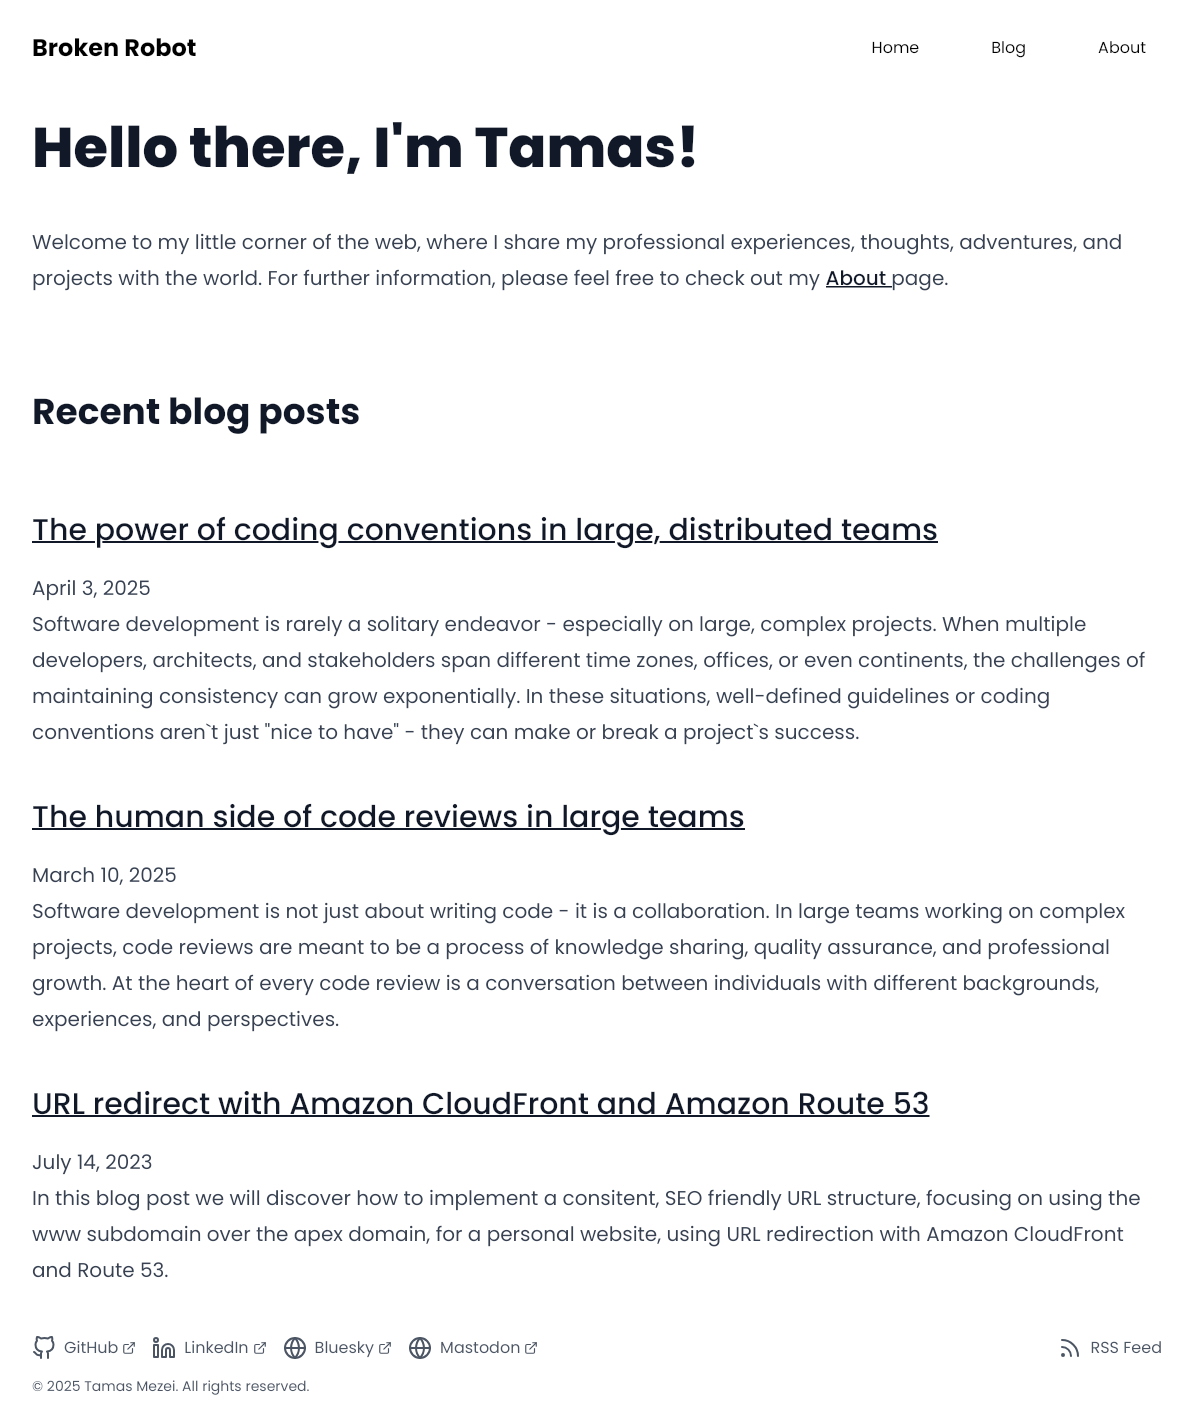 Broken Robot
Home
Blog
About
Hello there, I'm Tamas!
Welcome to my little corner of the web, where I share my professional experiences, thoughts, adventures, and
projects with the world. For further information, please feel free to check out my About page.
Recent blog posts
The power of coding conventions in large, distributed teams
April 3, 2025
Software development is rarely a solitary endeavor - especially on large, complex projects. When multiple
developers, architects, and stakeholders span different time zones, offices, or even continents, the challenges of
maintaining consistency can grow exponentially. In these situations, well-defined guidelines or coding
conventions aren`t just "nice to have" - they can make or break a project`s success.
The human side of code reviews in large teams
March 10, 2025
Software development is not just about writing code - it is a collaboration. In large teams working on complex
projects, code reviews are meant to be a process of knowledge sharing, quality assurance, and professional
growth. At the heart of every code review is a conversation between individuals with different backgrounds,
experiences, and perspectives.
URL redirect with Amazon CloudFront and Amazon Route 53
July 14, 2023
In this blog post we will discover how to implement a consitent, SEO friendly URL structure, focusing on using the
www subdomain over the apex domain, for a personal website, using URL redirection with Amazon CloudFront
and Route 53.
GitHub
LinkedIn
Bluesky
Mastodon
RSS Feed
© 2025 Tamas Mezei. All rights reserved.